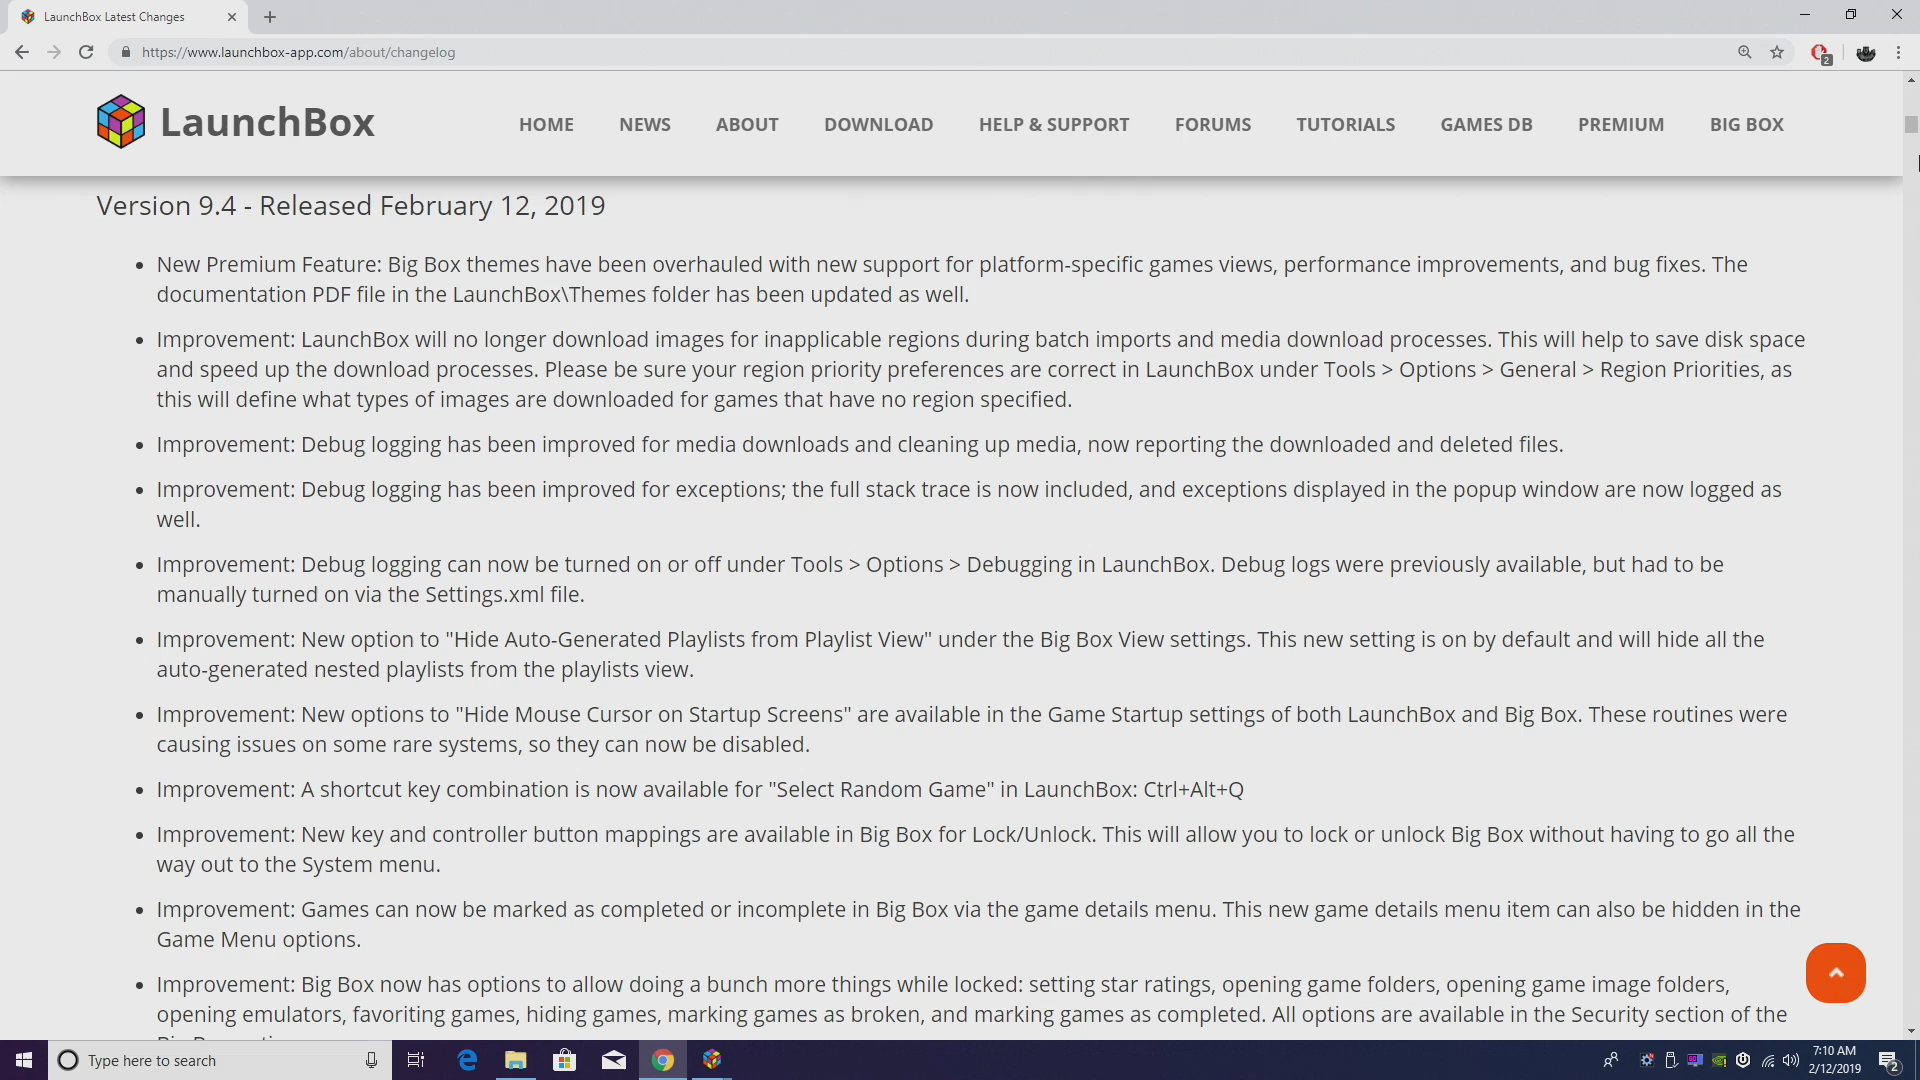 LaunchBox Latest Changes
https://www.launchbox-app.com/about/changelog
2
LaunchBox
HOME NEWS ABOUT DOWNLOAD HELP & SUPPORT FORUMS TUTORIALS GAMES DB PREMIUM BIG BOX
Version 9.4 - Released February 12, 2019
• New Premium Feature: Big Box themes have been overhauled with new support for platform-specific games views, performance improvements, and bug fixes. The
documentation PDF file in the LaunchBox\Themes folder has been updated as well.
• Improvement: LaunchBox will no longer download images for inapplicable regions during batch imports and media download processes. This will help to save disk space
and speed up the download processes. Please be sure your region priority preferences are correct in LaunchBox under Tools > Options > General > Region Priorities, as
this will define what types of images are downloaded for games that have no region specified.
• Improvement: Debug logging has been improved for media downloads and cleaning up media, now reporting the downloaded and deleted files.
• Improvement: Debug logging has been improved for exceptions; the full stack trace is now included, and exceptions displayed in the popup window are now logged as
well.
• Improvement: Debug logging can now be turned on or off under Tools > Options > Debugging in LaunchBox. Debug logs were previously available, but had to be
manually turned on via the Settings.xml file.
• Improvement: New option to "Hide Auto-Generated Playlists from Playlist View" under the Big Box View settings. This new setting is on by default and will hide all the
auto-generated nested playlists from the playlists view.
• Improvement: New options to "Hide Mouse Cursor on Startup Screens" are available in the Game Startup settings of both LaunchBox and Big Box. These routines were
causing issues on some rare systems, so they can now be disabled.
• Improvement: A shortcut key combination is now available for "Select Random Game" in LaunchBox: Ctrl+Alt+Q
• Improvement: New key and controller button mappings are available in Big Box for Lock/Unlock. This will allow you to lock or unlock Big Box without having to go all the
way out to the System menu.
• Improvement: Games can now be marked as completed or incomplete in Big Box via the game details menu. This new game details menu item can also be hidden in the
Game Menu options.
• Improvement: Big Box now has options to allow doing a bunch more things while locked: setting star ratings, opening game folders, opening game image folders,
opening emulators, favoriting games, hiding games, marking games as broken, and marking games as completed. All options are available in the Security section of the
Type here to search
7:10 AM
2/12/2019
2